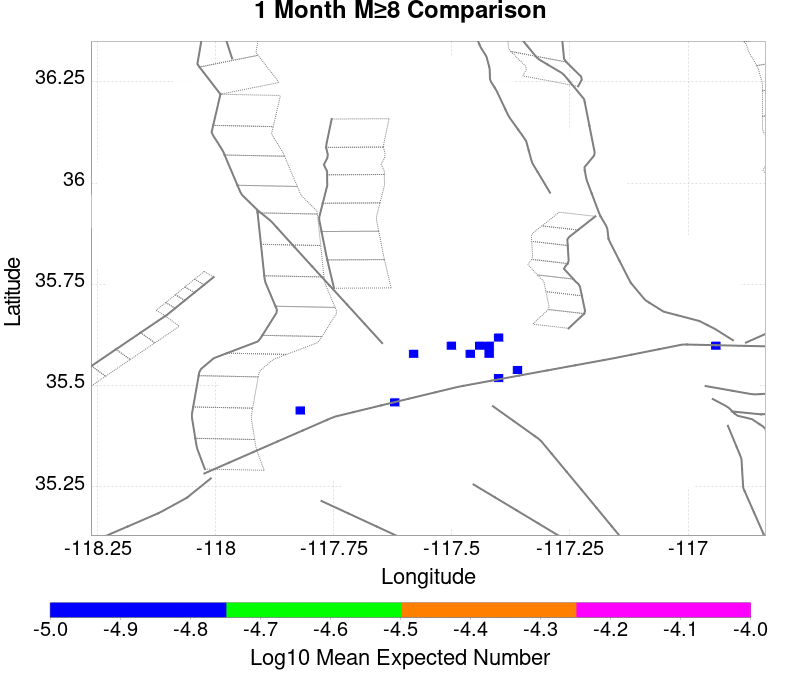 1 Month M≥8 Comparison
36.25
36
35.75
35.5
35.25
Latitude
-118.25 -118 -117.75 -117.5 -117.25 -117
Longitude
-5.0 -4.9 -4.8 -4.7 -4.6 -4.5 -4.4 -4.3 -4.2 -4.1 -4.0
Log10 Mean Expected Number